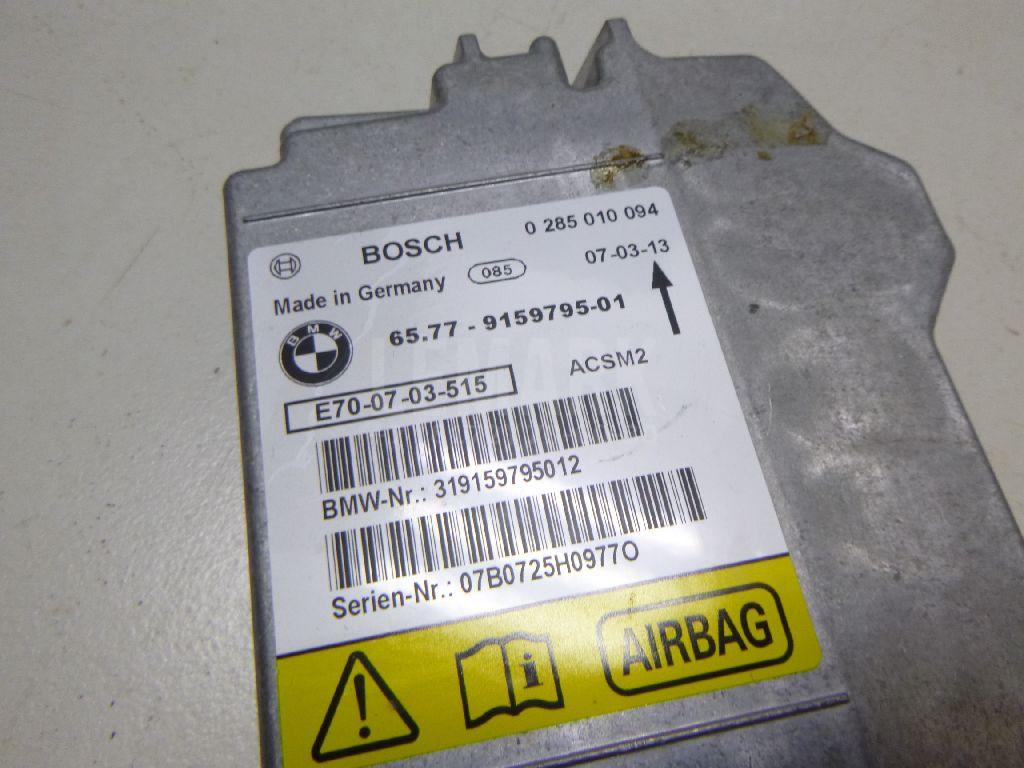 BOSCH 0 285 010 094
Made in Germany 085 07-03-13
BMW 65.77 - 9159795-01
E70-07-03-515 ACSM2
BMW-Nr.: 319159795012
Serien-Nr.: 07B0725H0977O
AIRBAG